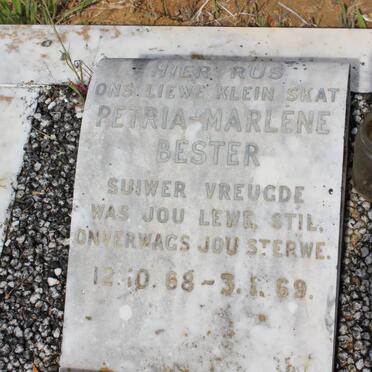 HIER RUS
ONS LIEWE KLEIN SKAT
PETRIA-MARLENE
BESTER
SUIWER VREUGDE
WAS JOU LEWE, STIL,
ONVERWAGS JOU STERWE.
12.10.68 - 3.1.69.